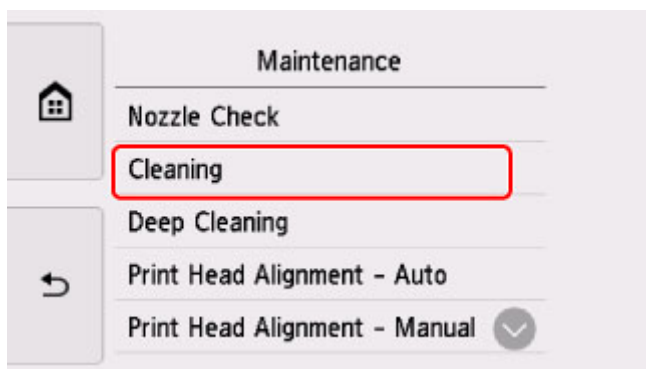 Maintenance
Nozzle Check
Cleaning
Deep Cleaning
Print Head Alignment - Auto
Print Head Alignment - Manual